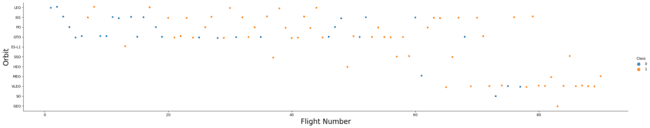 Orbit
LEO
ISS
PO
GTO
ES-L1
SSO
HEO
MEO
VLEO
SO
GEO
0
20
40
60
80
Flight Number
Class
0
1